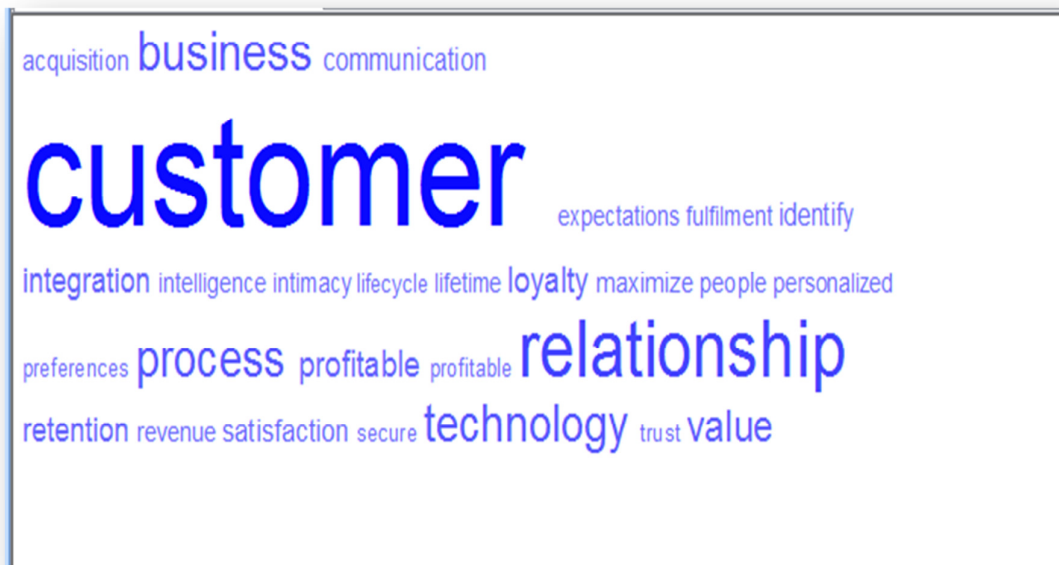 acquisition business communication
customer expectations fulfilment identify
integration intelligence intimacy lifecycle lifetime loyalty maximize people personalized
preferences process profitable profitable relationship
retention revenue satisfaction secure technology trust value